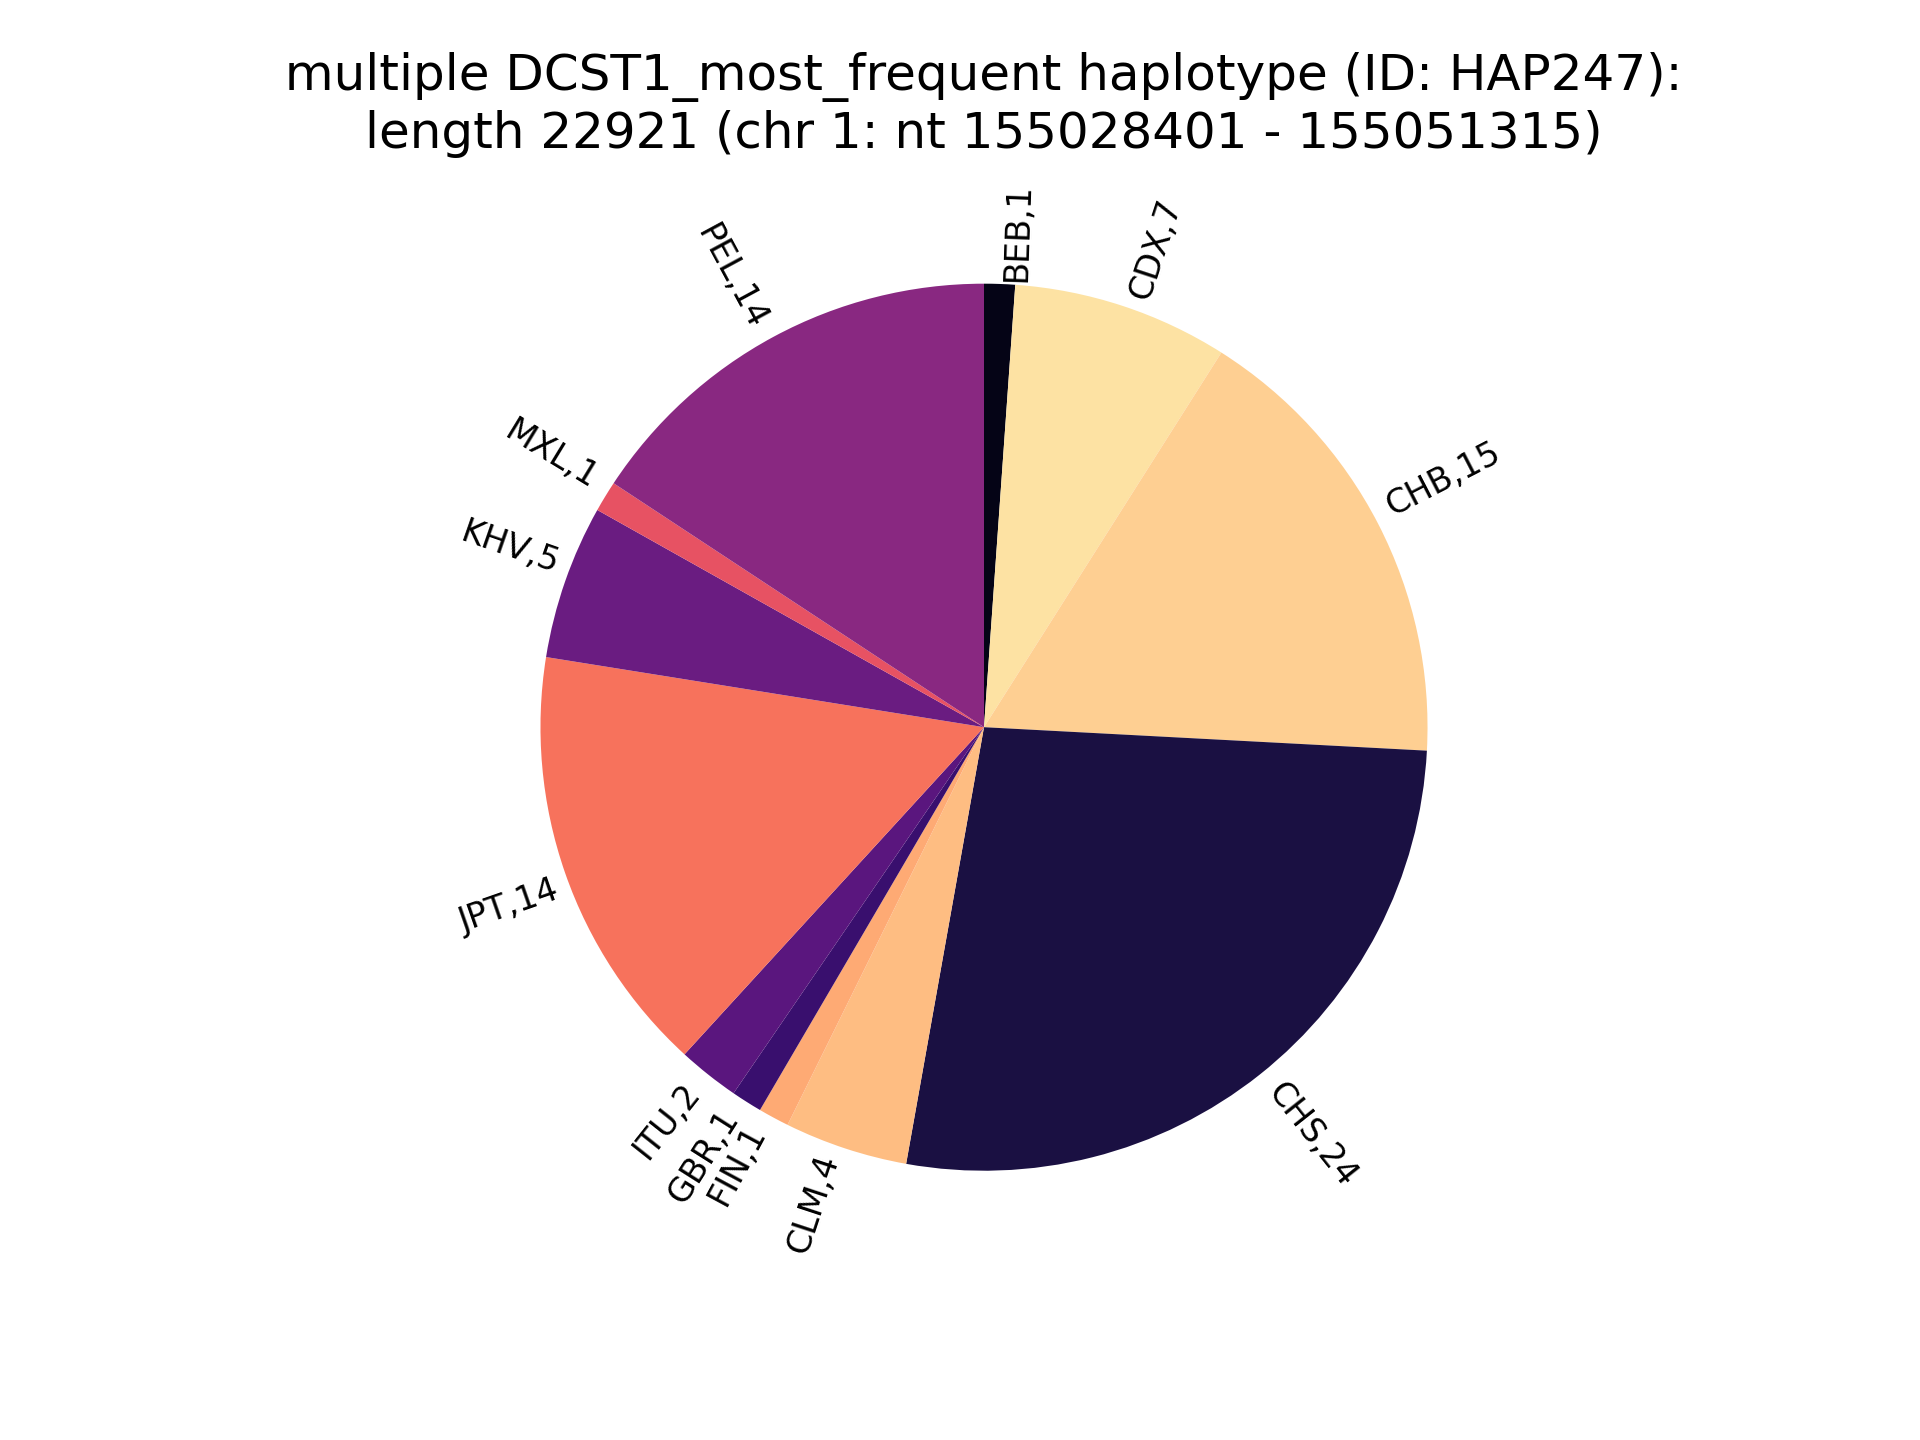 multiple DCST1_most_frequent haplotype (ID: HAP247):
length 22921 (chr 1: nt 155028401 - 155051315)
BEB,1
CDX,7
CHB,15
CHS,24
CLM,4
FIN,1
GBR,1
ITU,2
JPT,14
KHV,5
MXL,1
PEL,14